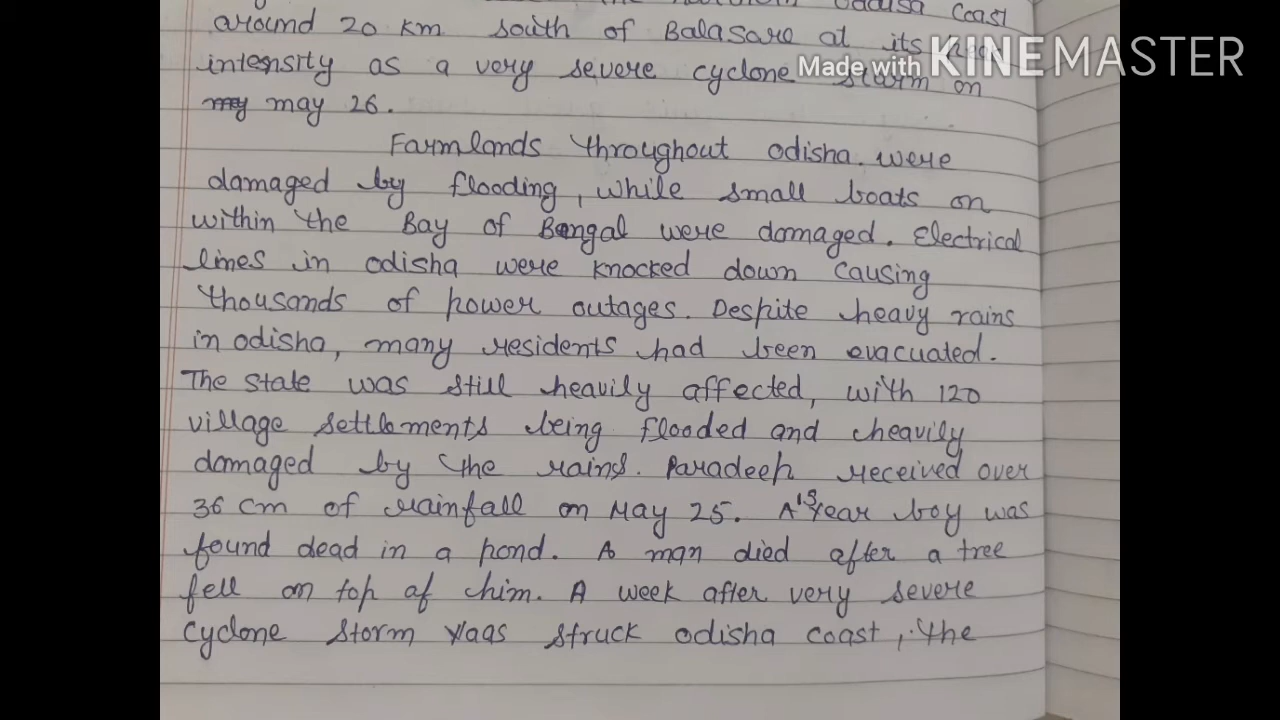 Odisha coast
around 20 km south of Balasore at its
intensity as a very severe cyclone storm on
Made with KINEMASTER
may 26.
Farmlands throughout odisha were
damaged by flooding, while small boats on
within the Bay of Bengal were damaged. Electrical
lines in odisha were knocked down causing
thousands of power outages. Despite heavy rains
in odisha, many residents had been evacuated.
The state was still heavily affected, with 120
village settlements being flooded and heavily
damaged by the rains. Paradeep received over
36 cm of rainfall on May 25. A 13 Year boy was
found dead in a pond. A man died after a tree
fell on top of him. A week after very severe
cyclone storm Yaas struck odisha coast, the